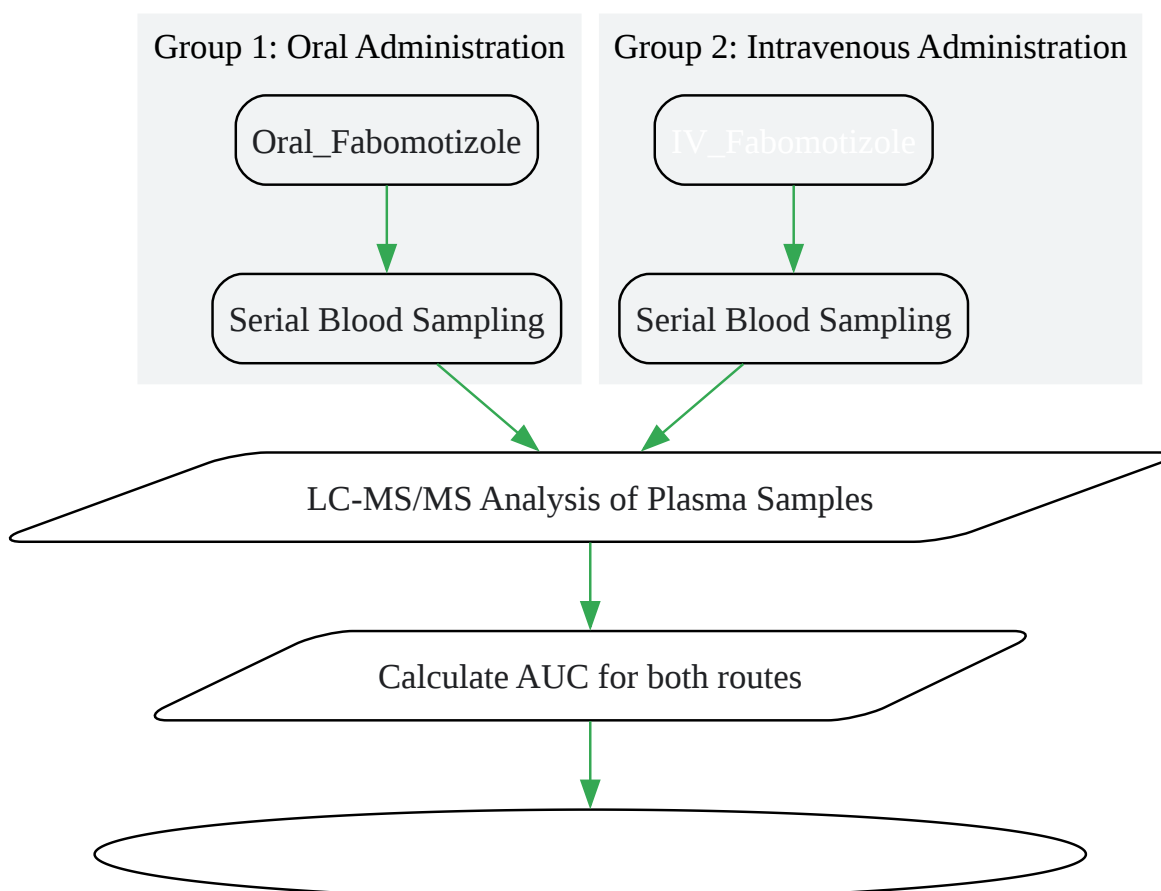 Group 1: Oral Administration
Group 2: Intravenous Administration
Oral_Fabomotizole
IV_Fabomotizole
Serial Blood Sampling
Serial Blood Sampling
LC-MS/MS Analysis of Plasma Samples
Calculate AUC for both routes